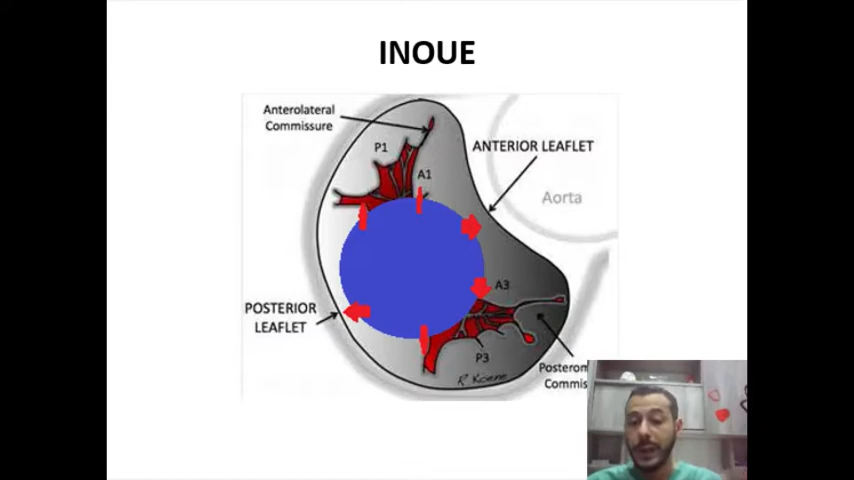 INOUE
Anterolateral
Commissure
P1
ANTERIOR LEAFLET
A1
Aorta
A3
POSTERIOR
LEAFLET
P3
R Koene
Posterom
Commis